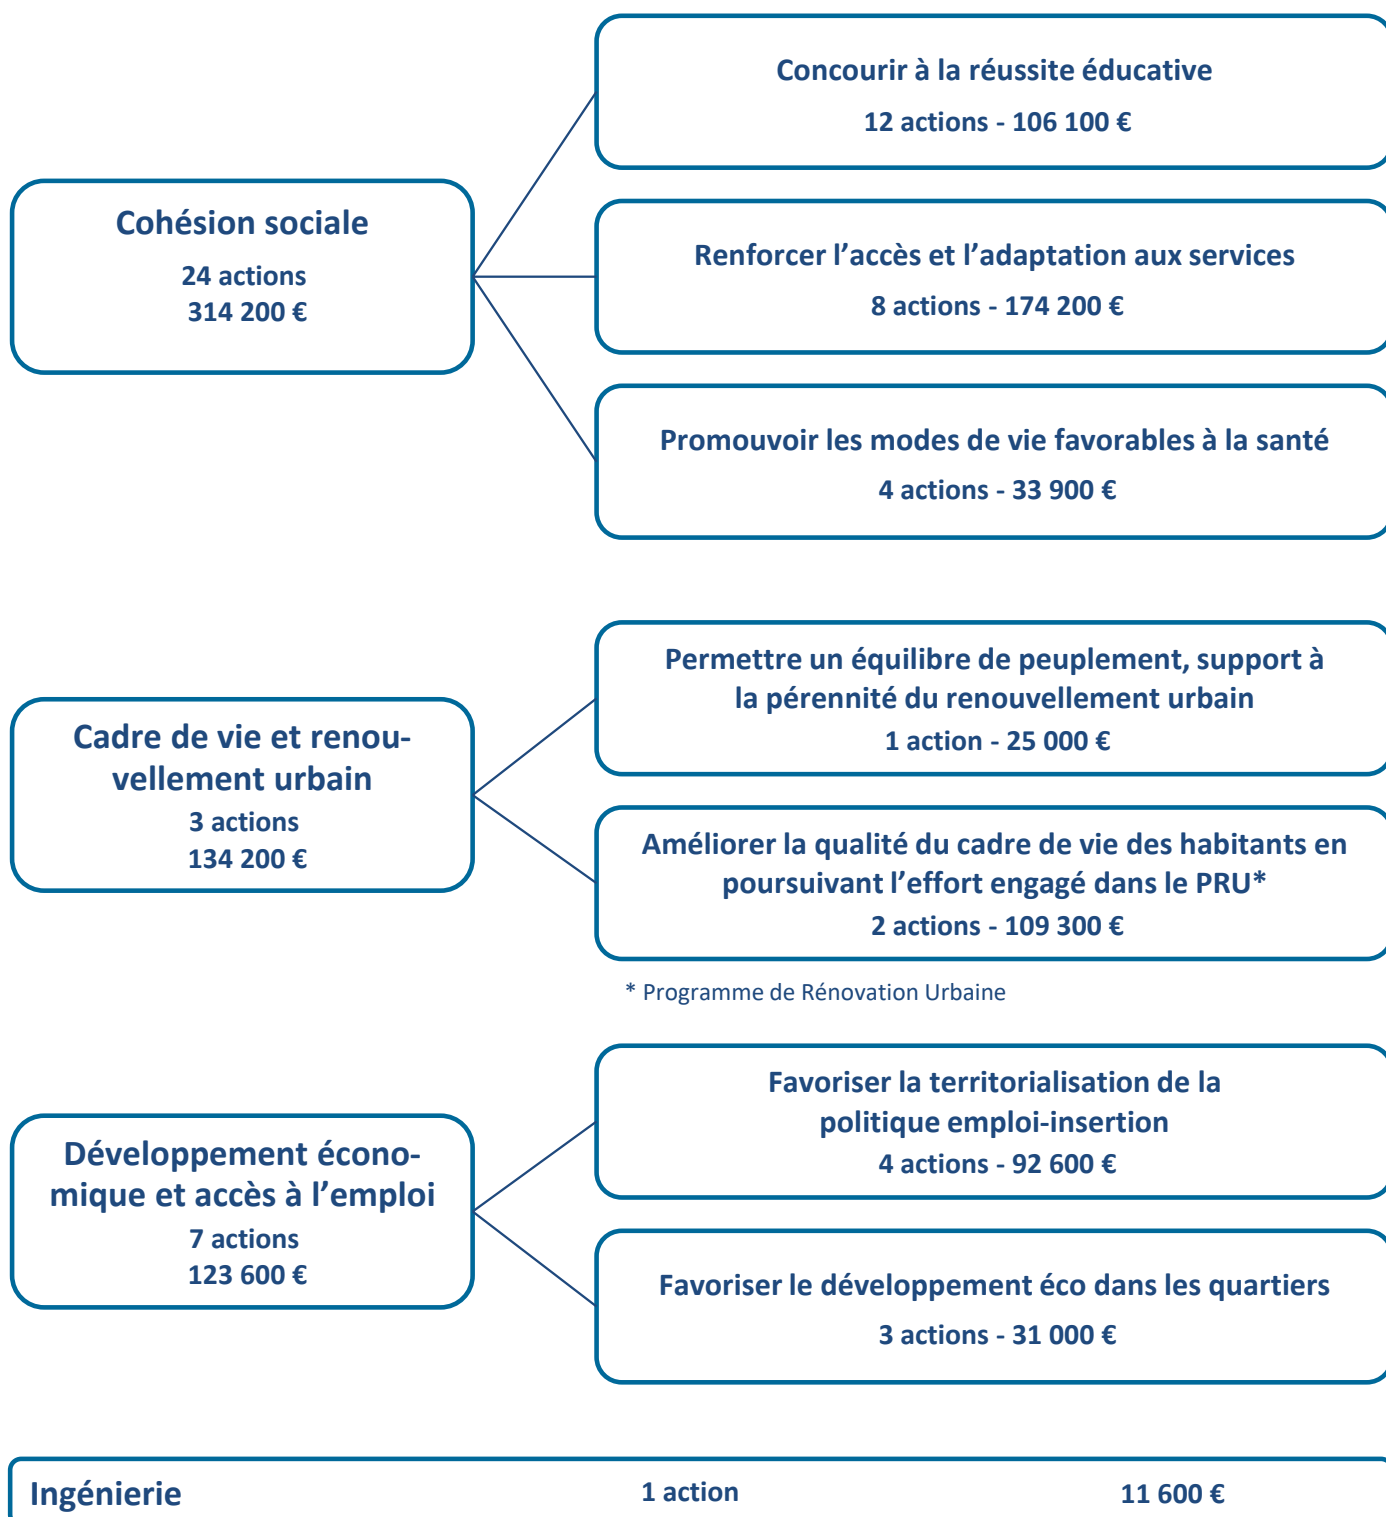 Concourir à la réussite éducative
12 actions - 106 100 €
Cohésion sociale
24 actions
314 200 €
Renforcer l’accès et l’adaptation aux services
8 actions - 174 200 €
Promouvoir les modes de vie favorables à la santé
4 actions - 33 900 €
Permettre un équilibre de peuplement, support à
la pérennité du renouvellement urbain
1 action - 25 000 €
Cadre de vie et renou-
vellement urbain
3 actions
134 200 €
Améliorer la qualité du cadre de vie des habitants en
poursuivant l’effort engagé dans le PRU*
2 actions - 109 300 €
* Programme de Rénovation Urbaine
Favoriser la territorialisation de la
politique emploi-insertion
4 actions - 92 600 €
Développement écono-
mique et accès à l’emploi
7 actions
123 600 €
Favoriser le développement éco dans les quartiers
3 actions - 31 000 €
Ingénierie 1 action 11 600 €